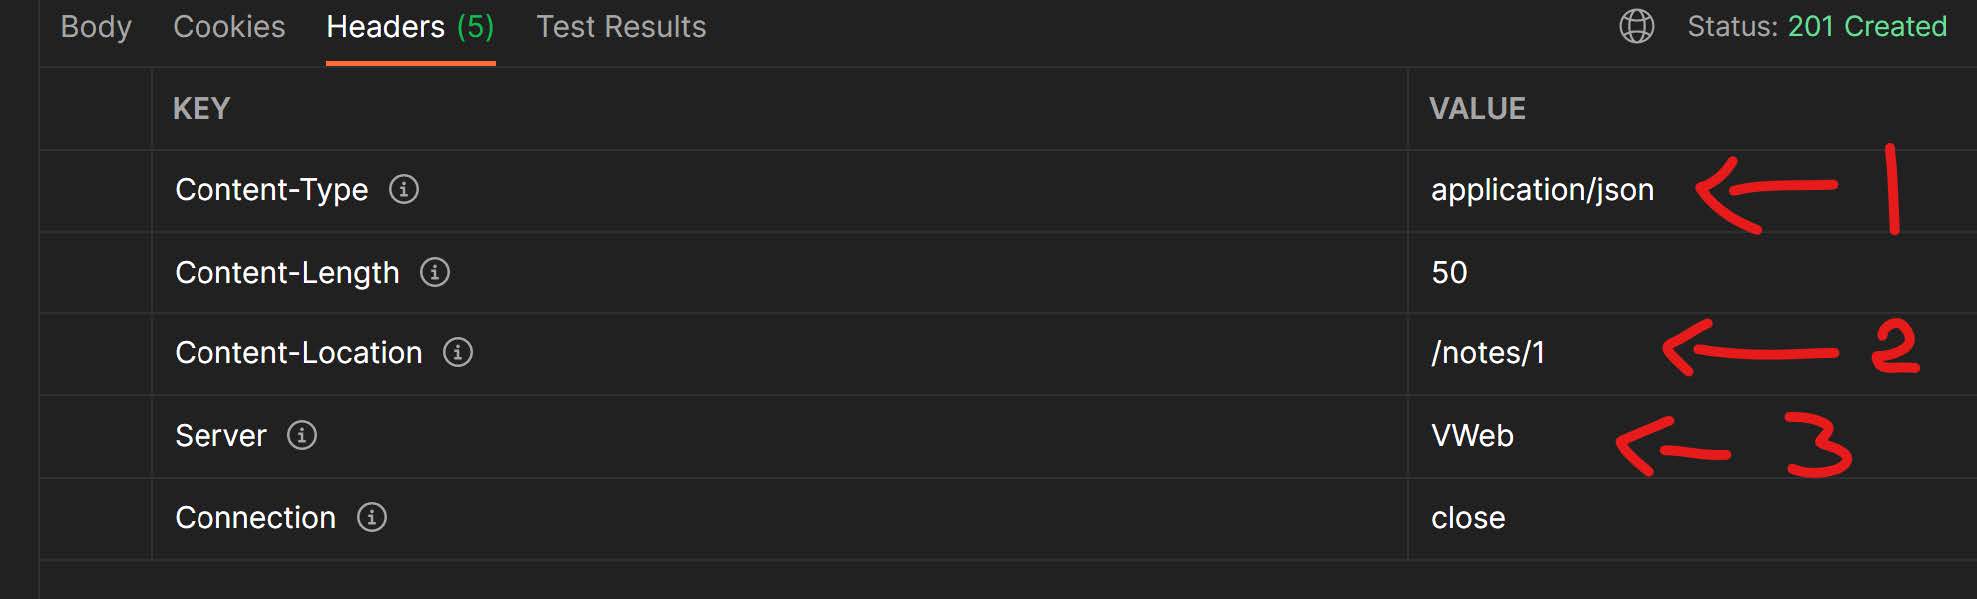 Body Cookies Headers (5) Test Results Status: 201 Created
KEY VALUE
Content-Type application/json 1
Content-Length 50
Content-Location /notes/1 2
Server VWeb 3
Connection close